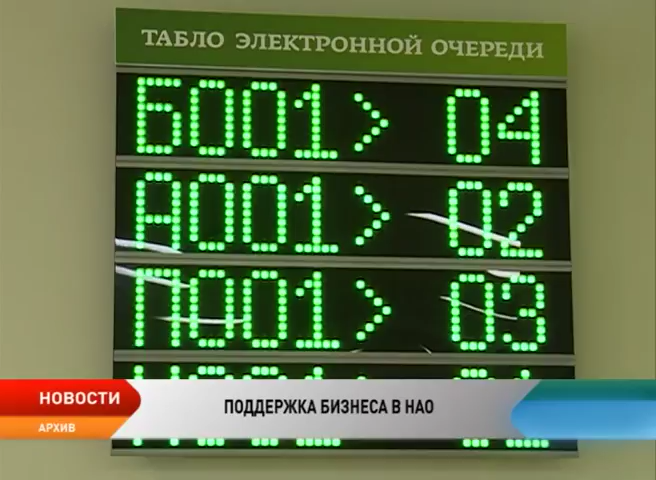 ТАБЛО ЭЛЕКТРОННОЙ ОЧЕРЕДИ
Б001 > 04
А001 > 02
П001 > 03
НОВОСТИ
АРХИВ
ПОДДЕРЖКА БИЗНЕСА В НАО